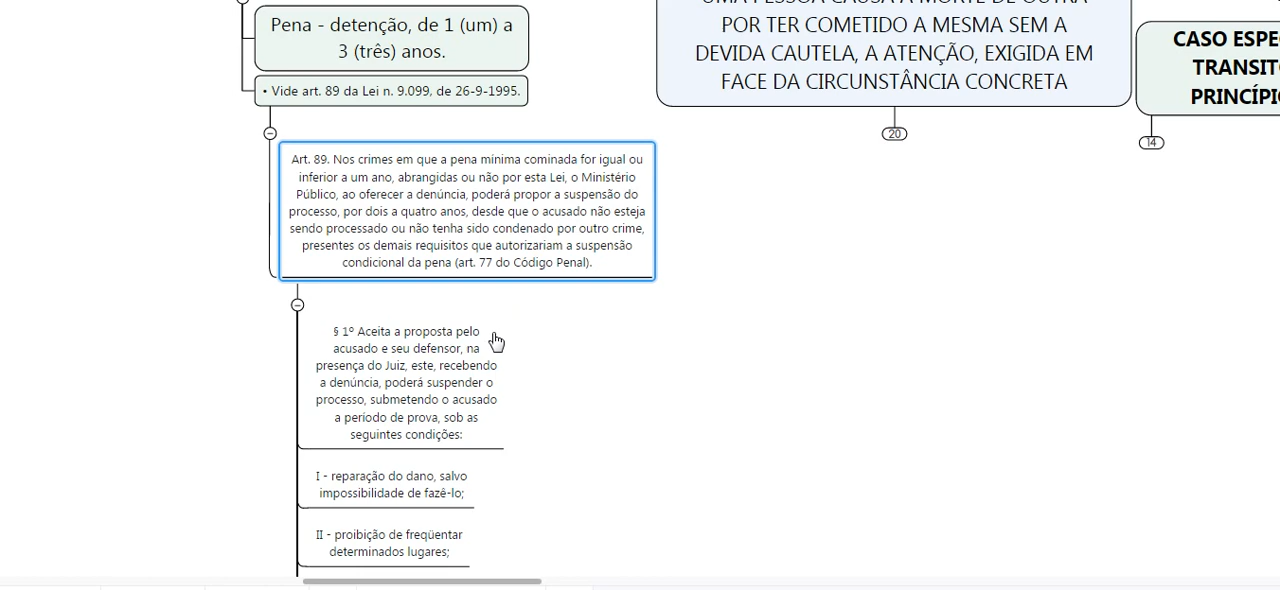 Pena - detenção, de 1 (um) a
3 (três) anos.
• Vide art. 89 da Lei n. 9.099, de 26-9-1995.
Art. 89. Nos crimes em que a pena mínima cominada for igual ou
inferior a um ano, abrangidas ou não por esta Lei, o Ministério
Público, ao oferecer a denúncia, poderá propor a suspensão do
processo, por dois a quatro anos, desde que o acusado não esteja
sendo processado ou não tenha sido condenado por outro crime,
presentes os demais requisitos que autorizariam a suspensão
condicional da pena (art. 77 do Código Penal).
§ 1º Aceita a proposta pelo
acusado e seu defensor, na
presença do Juiz, este, recebendo
a denúncia, poderá suspender o
processo, submetendo o acusado
a período de prova, sob as
seguintes condições:
I - reparação do dano, salvo
impossibilidade de fazê-lo;
II - proibição de freqüentar
determinados lugares;
UMA PESSOA CAUSA A MORTE DE OUTRA
POR TER COMETIDO A MESMA SEM A
DEVIDA CAUTELA, A ATENÇÃO, EXIGIDA EM
FACE DA CIRCUNSTÂNCIA CONCRETA
20
CASO
14